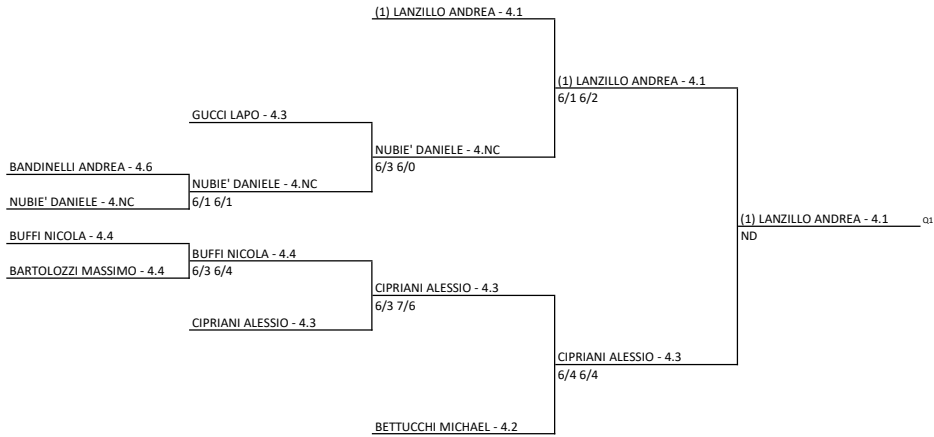 (1) LANZILLO ANDREA - 4.1
(1) LANZILLO ANDREA - 4.1
6/1 6/2
GUCCI LAPO - 4.3
NUBIE' DANIELE - 4.NC
6/3 6/0
BANDINELLI ANDREA - 4.6
NUBIE' DANIELE - 4.NC
6/1 6/1
NUBIE' DANIELE - 4.NC
(1) LANZILLO ANDREA - 4.1 Q1
ND
BUFFI NICOLA - 4.4
BUFFI NICOLA - 4.4
6/3 6/4
BARTOLOZZI MASSIMO - 4.4
CIPRIANI ALESSIO - 4.3
6/3 7/6
CIPRIANI ALESSIO - 4.3
CIPRIANI ALESSIO - 4.3
6/4 6/4
BETTUCCHI MICHAEL - 4.2